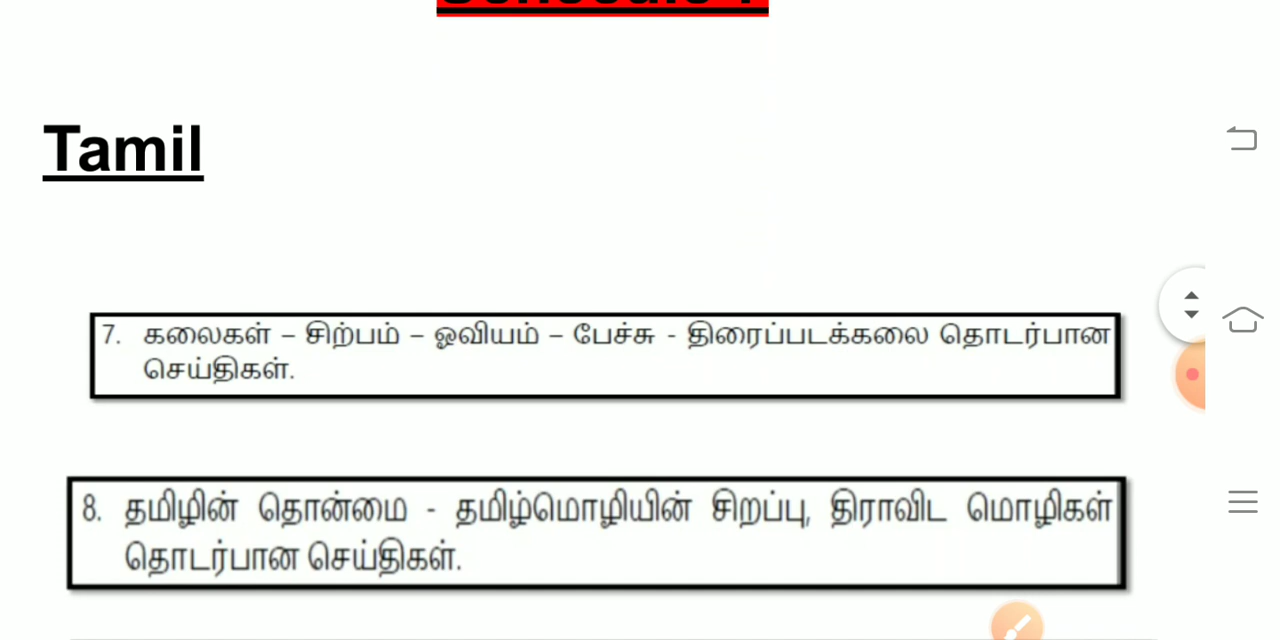 Tamil
7. கலைகள் – சிற்பம் – ஓவியம் – பேச்சு - திரைப்படக்கலை தொடர்பான
செய்திகள்.
8. தமிழின் தொன்மை - தமிழ்மொழியின் சிறப்பு, திராவிட மொழிகள்
தொடர்பான செய்திகள்.